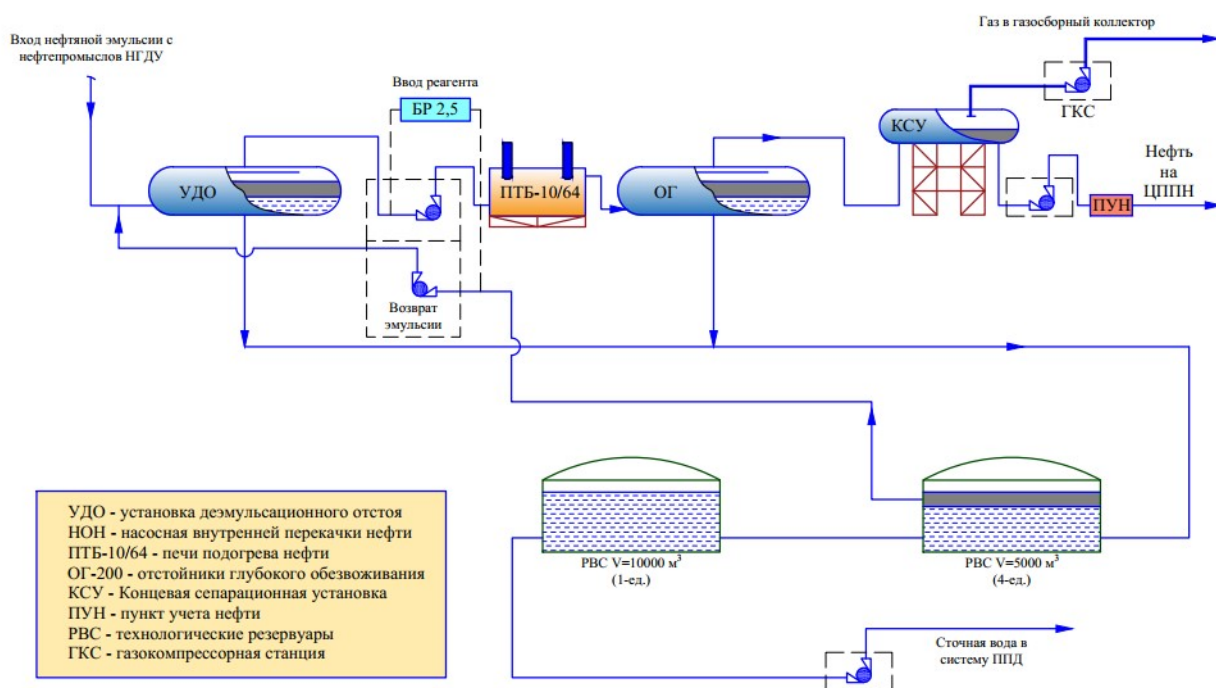 Вход нефтяной эмульсии с
нефтепромыслов НГДУ
Ввод реагента
БР 2,5
Газ в газосборный коллектор
ГКС
КСУ
УДО
ПТБ-10/64
ОГ
Нефть
на
ЦППН
ПУН
Возврат
эмульсии
РВС V=10000 м³
(1-ед.)
РВС V=5000 м³
(4-ед.)
Сточная вода в
систему ППД
УДО - установка деэмульсационного отстоя
НОН - насосная внутренней перекачки нефти
ПТБ-10/64 - печи подогрева нефти
ОГ-200 - отстойники глубокого обезвоживания
КСУ - Концевая сепарационная установка
ПУН - пункт учета нефти
РВС - технологические резервуары
ГКС - газокомпрессорная станция